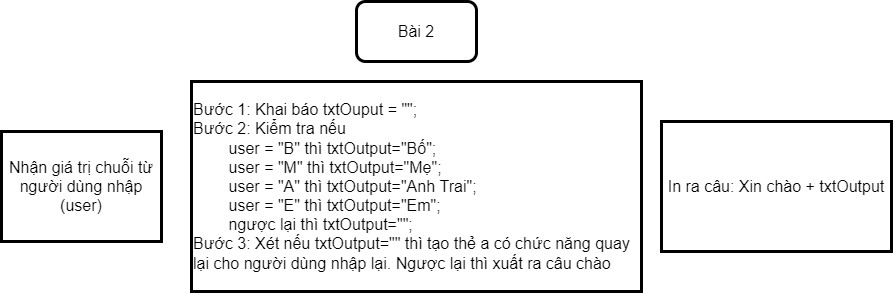 Bài 2
Nhận giá trị chuỗi từ
người dùng nhập
(user)
Bước 1: Khai báo txtOuput = "";
Bước 2: Kiểm tra nếu
user = "B" thì txtOutput="Bố";
user = "M" thì txtOutput="Mẹ";
user = "A" thì txtOutput="Anh Trai";
user = "E" thì txtOutput="Em";
ngược lại thì txtOutput="";
Bước 3: Xét nếu txtOutput="" thì tạo thẻ a có chức năng quay
lại cho người dùng nhập lại. Ngược lại thì xuất ra câu chào
In ra câu: Xin chào + txtOutput